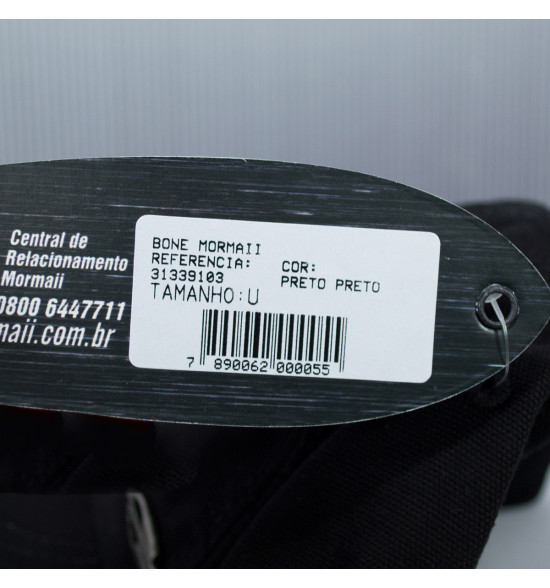 Central de
Relacionamento
Mormaii
0800 6447711
maii.com.br
BONE MORMAII
REFERENCIA:
31339103
COR:
PRETO PRETO
TAMANHO:U
7 890062 000055